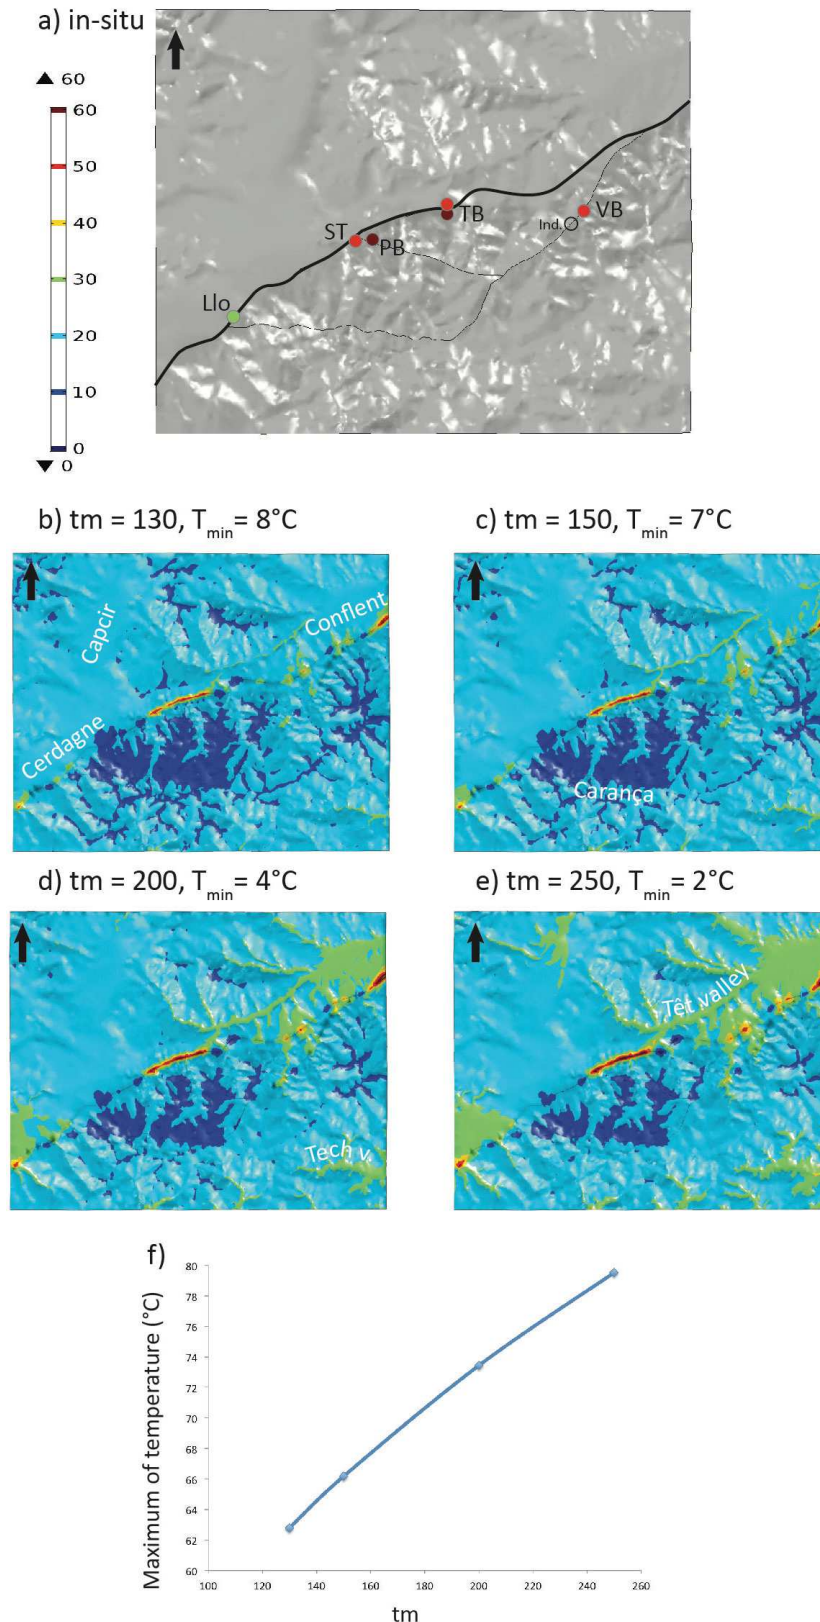 a) in-situ
60
60
50
40
30
20
10
0
0
TB
VB
Ind.
ST
PB
Llo
b) tm = 130, Tmin= 8°C
c) tm = 150, Tmin= 7°C
Capcir
Conflent
Cerdagne
Carança
d) tm = 200, Tmin= 4°C
e) tm = 250, Tmin= 2°C
Têt valley
Tech v.
f)
Maximum of temperature (°C)
80
78
76
74
72
70
68
66
64
62
60
100 120 140 160 180 200 220 240 260
tm